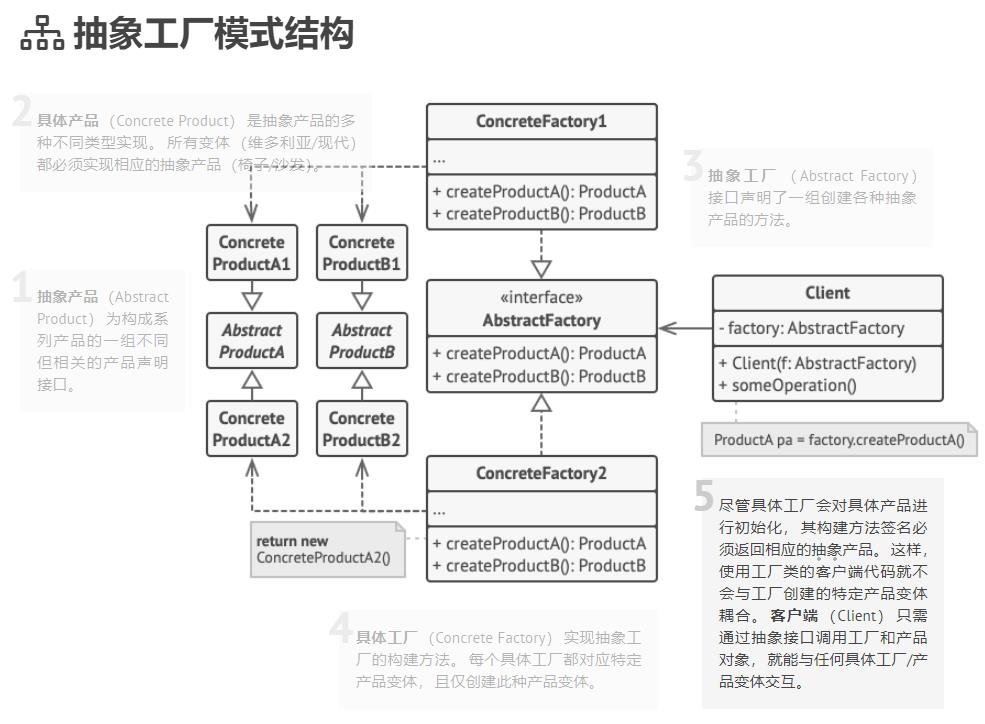 抽象工厂模式结构
2
具体产品 （Concrete Product） 是抽象产品的多
种不同类型实现。 所有变体 （维多利亚/现代）
都必须实现相应的抽象产品 （椅子/沙发）。
1
抽象产品 （Abstract
Product） 为构成系
列产品的一组不同
但相关的产品声明
接口。
Concrete
ProductA1
Concrete
ProductB1
Abstract
ProductA
Abstract
ProductB
Concrete
ProductA2
Concrete
ProductB2
ConcreteFactory1
...
+ createProductA(): ProductA
+ createProductB(): ProductB
«interface»
AbstractFactory
+ createProductA(): ProductA
+ createProductB(): ProductB
ConcreteFactory2
...
+ createProductA(): ProductA
+ createProductB(): ProductB
return new
ConcreteProductA2()
3
抽象工厂 （Abstract Factory）
接口声明了一组创建各种抽象
产品的方法。
Client
- factory: AbstractFactory
+ Client(f: AbstractFactory)
+ someOperation()
ProductA pa = factory.createProductA()
4
具体工厂 （Concrete Factory） 实现抽象工
厂的构建方法。 每个具体工厂都对应特定
产品变体， 且仅创建此种产品变体。
5
尽管具体工厂会对具体产品进
行初始化， 其构建方法签名必
须返回相应的抽象产品。 这样，
使用工厂类的客户端代码就不
会与工厂创建的特定产品变体
耦合。 客户端 （Client） 只需
通过抽象接口调用工厂和产品
对象， 就能与任何具体工厂/产
品变体交互。